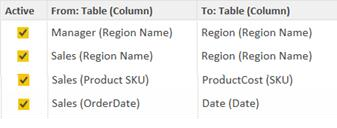 Active From: Table (Column) To: Table (Column)
Manager (Region Name) Region (Region Name)
Sales (Region Name) Region (Region Name)
Sales (Product SKU) ProductCost (SKU)
Sales (OrderDate) Date (Date)